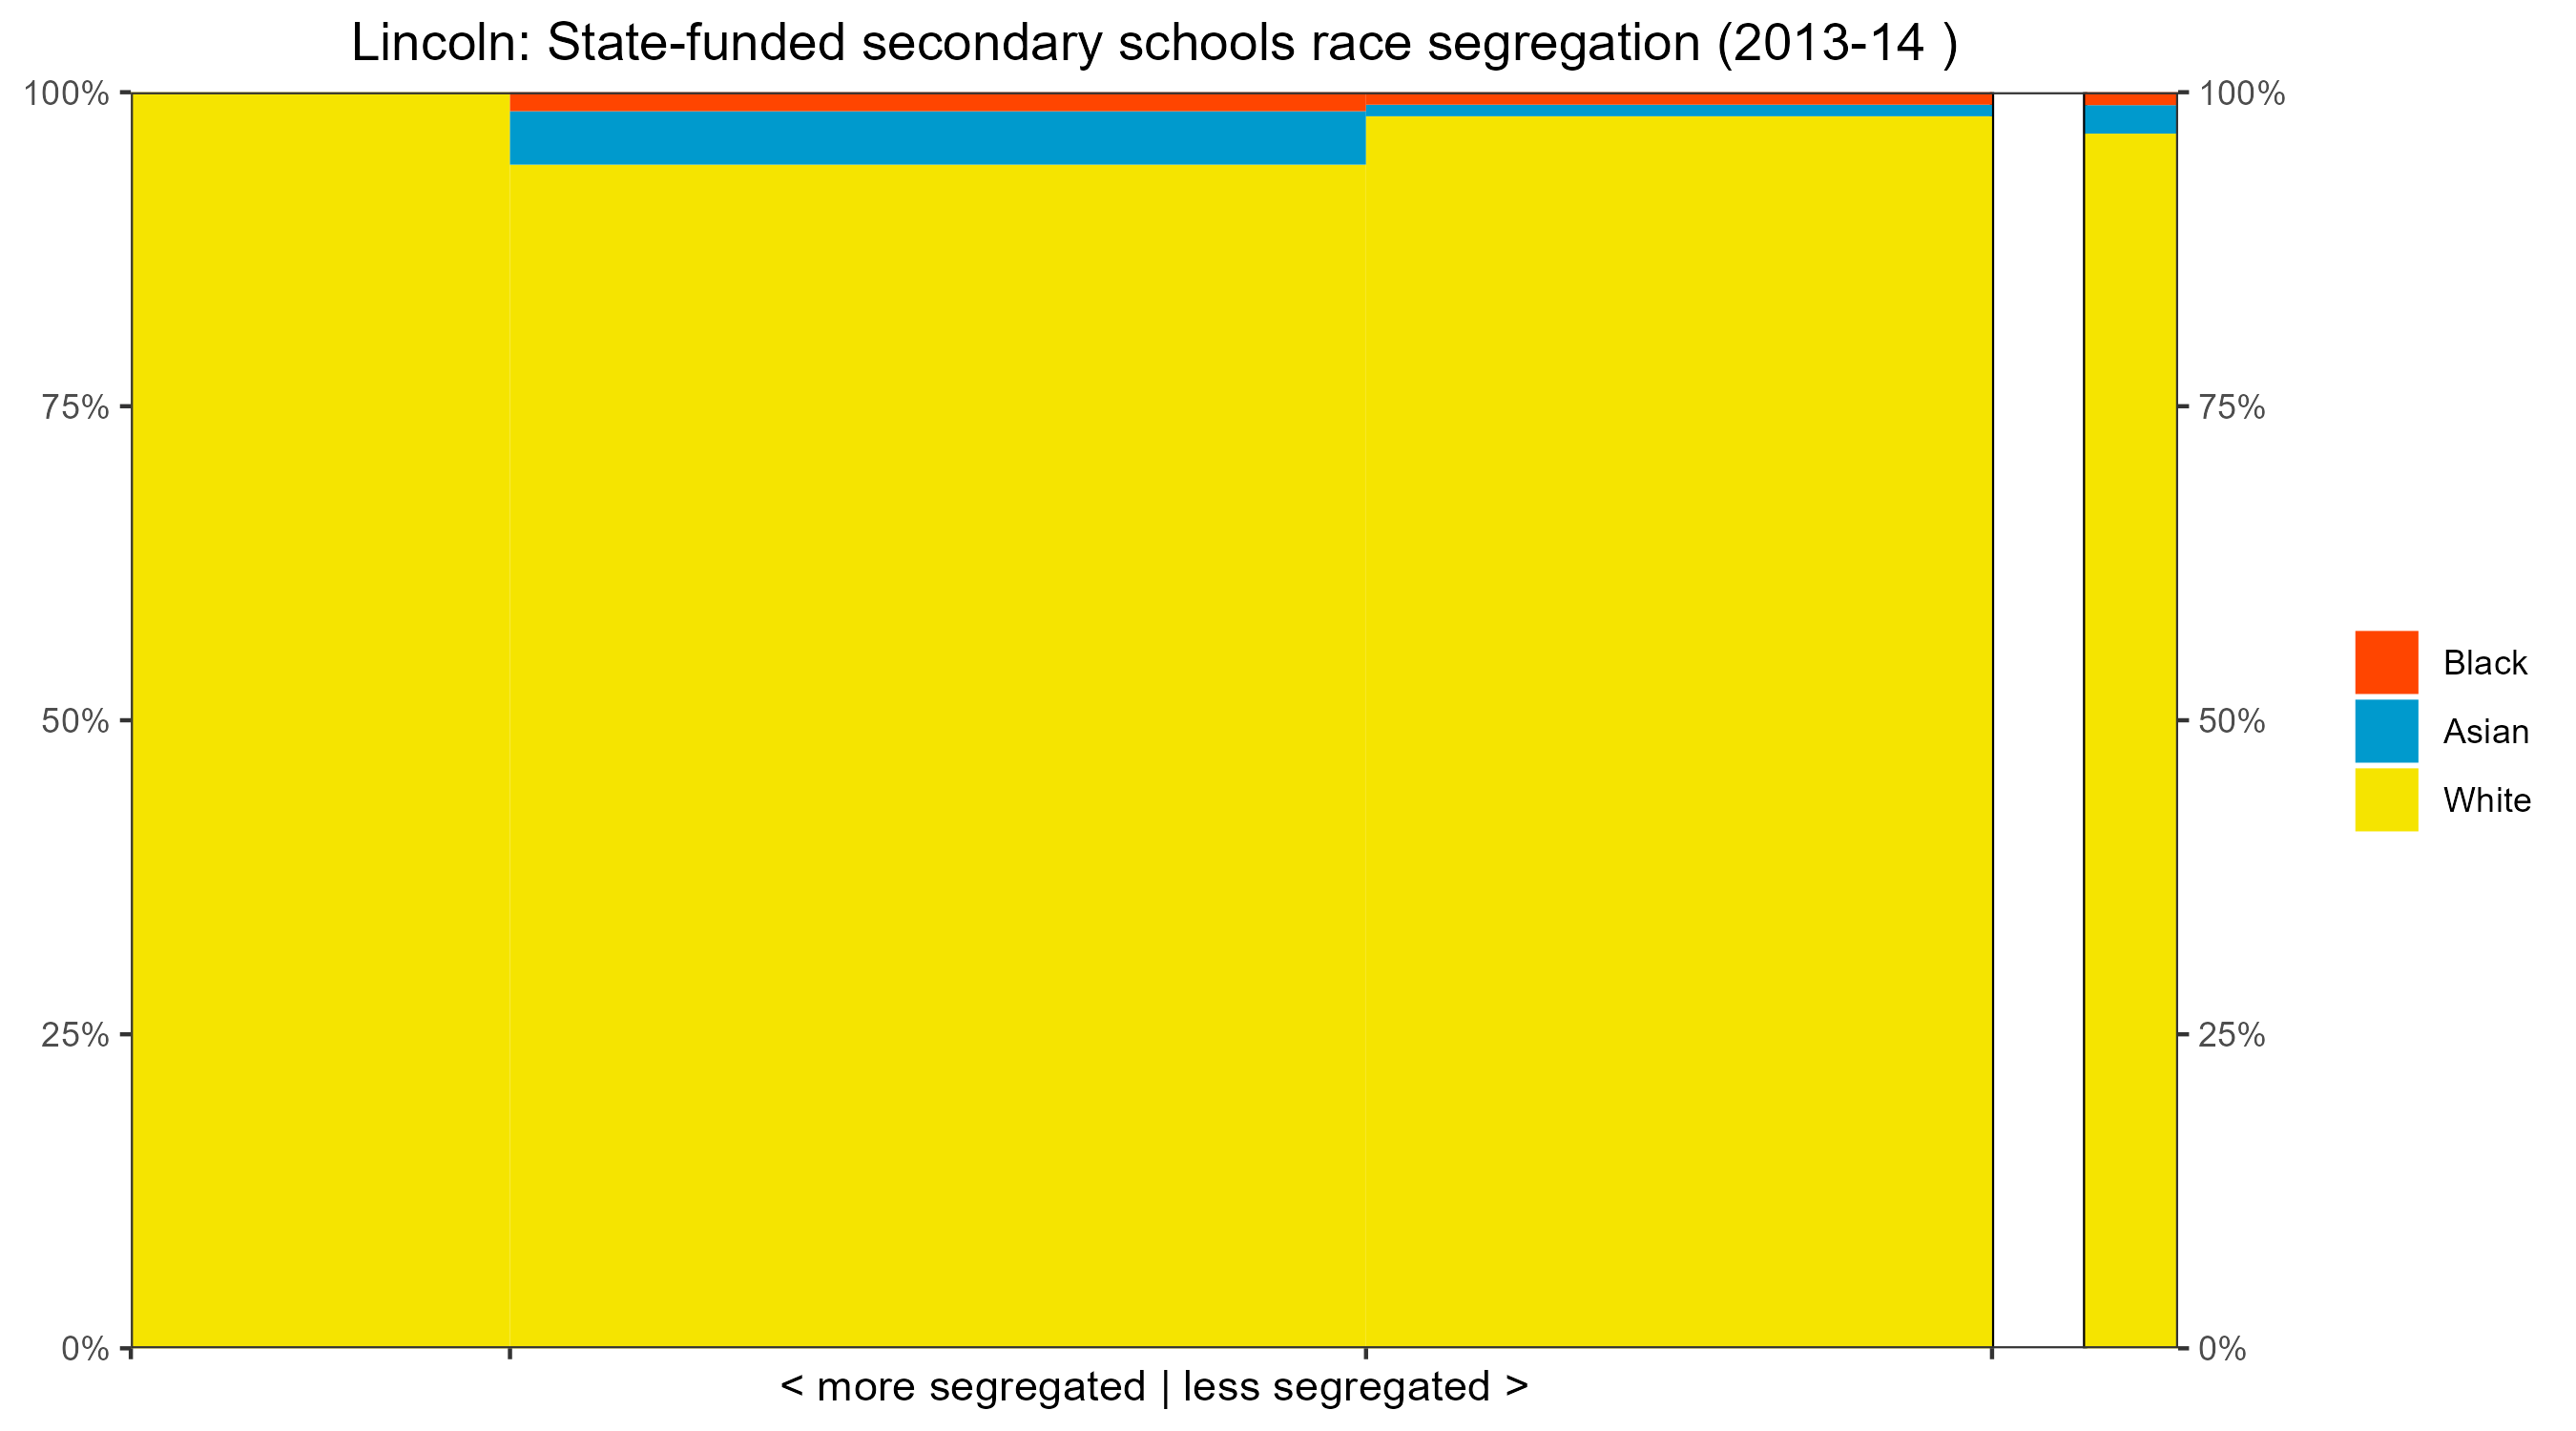 Lincoln: State-funded secondary schools race segregation (2013-14 )
100%
75%
50%
25%
0%
100%
75%
50%
25%
0%
Black
Asian
White
< more segregated | less segregated >